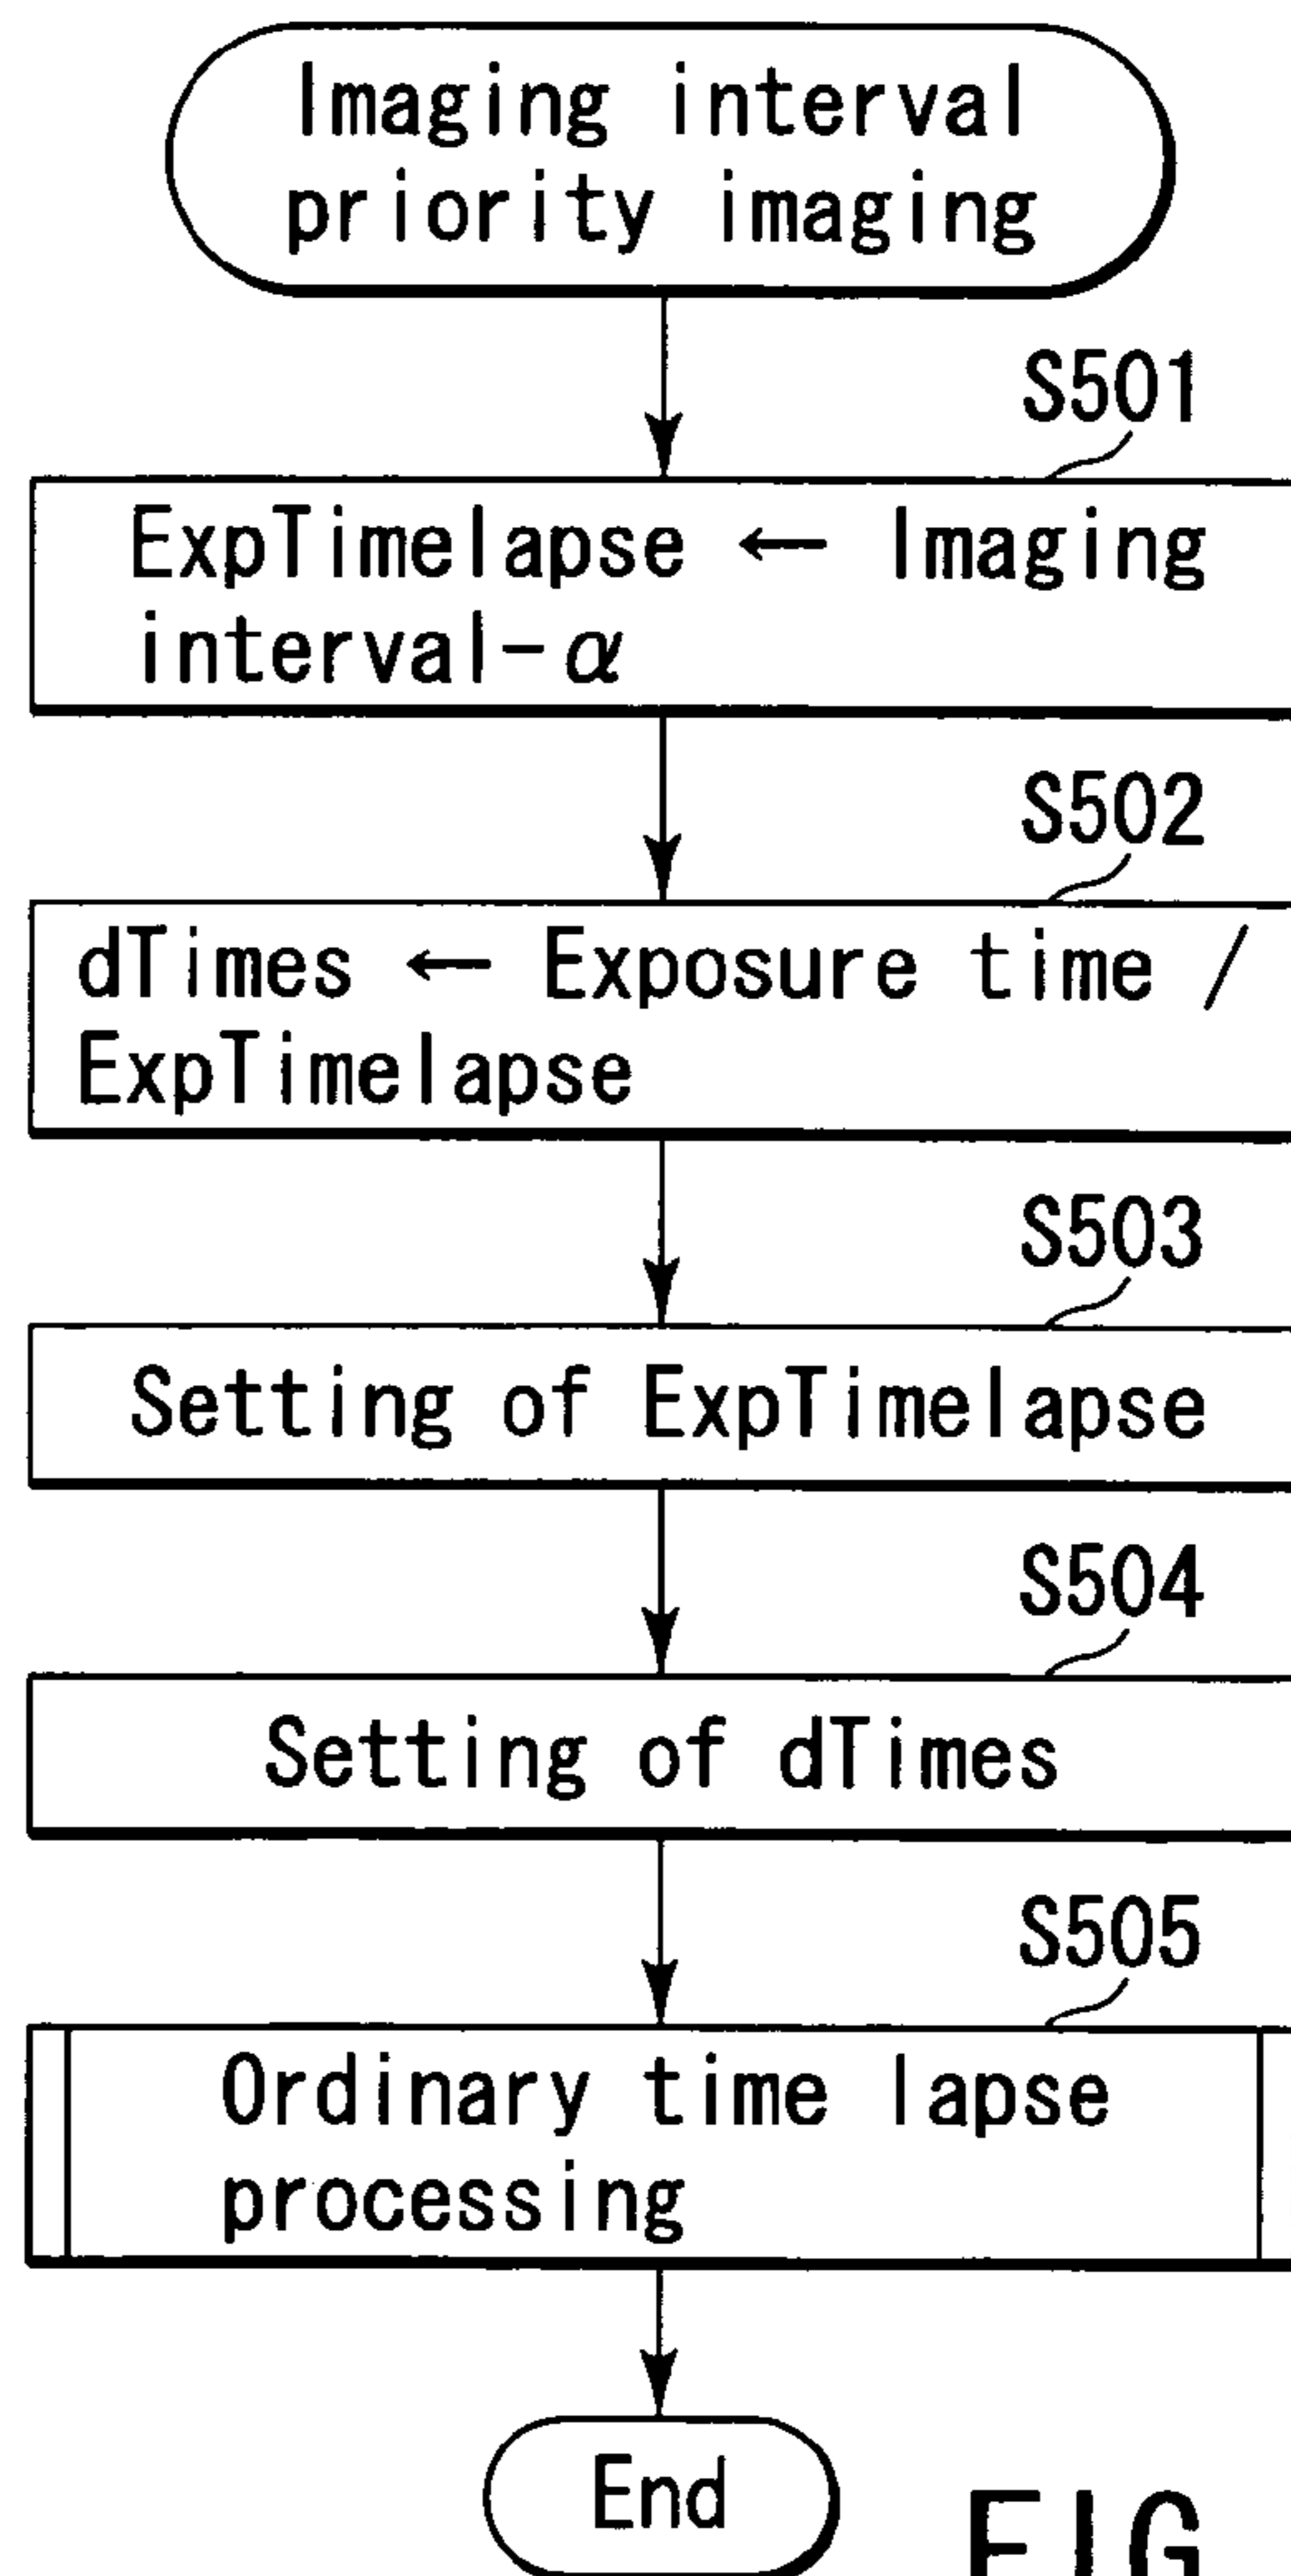 Imaging interval
priority imaging
S501
ExpTimelapse ← Imaging
interval-α
S502
dTimes ← Exposure time /
ExpTimelapse
S503
Setting of ExpTimelapse
S504
Setting of dTimes
S505
Ordinary time lapse
processing
End
FIG